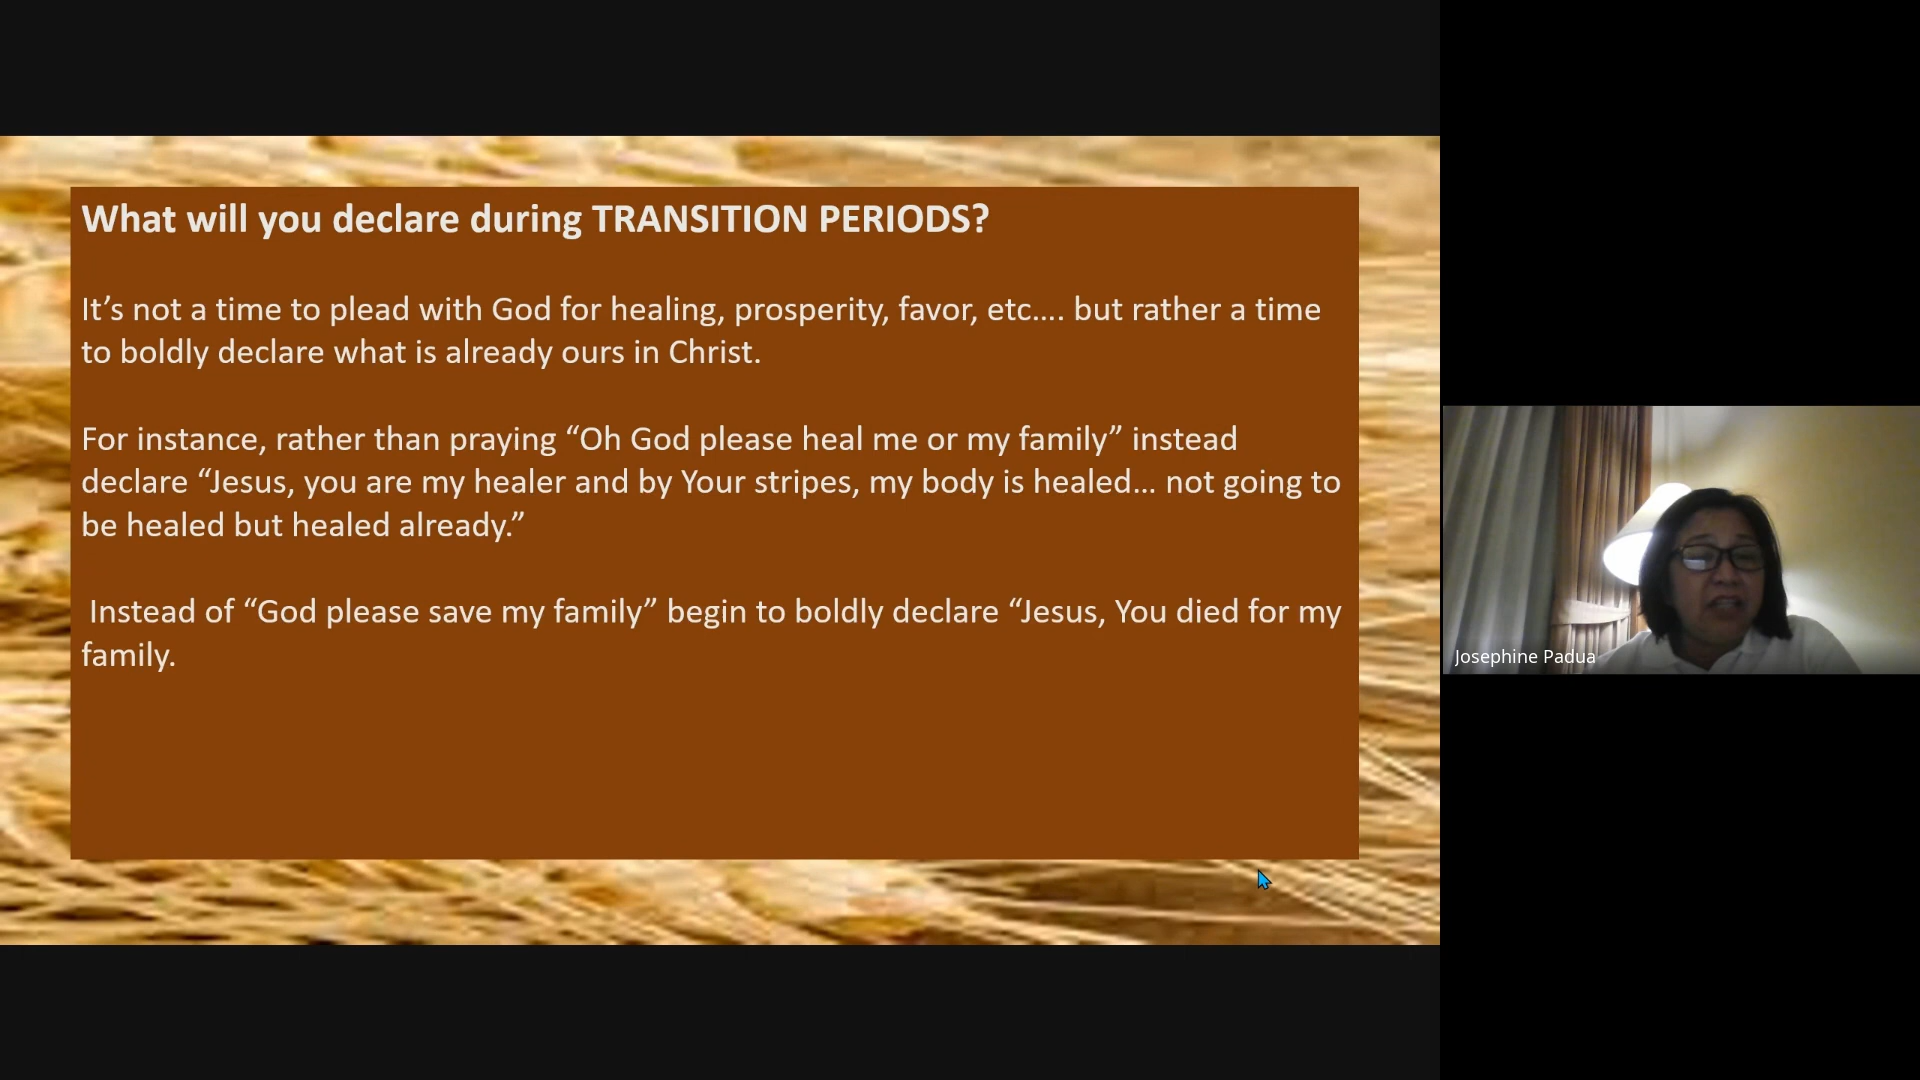 What will you declare during TRANSITION PERIODS?
It’s not a time to plead with God for healing, prosperity, favor, etc.... but rather a time
to boldly declare what is already ours in Christ.
For instance, rather than praying “Oh God please heal me or my family” instead
declare “Jesus, you are my healer and by Your stripes, my body is healed... not going to
be healed but healed already.”
Instead of “God please save my family” begin to boldly declare “Jesus, You died for my
family.
Josephine Padua